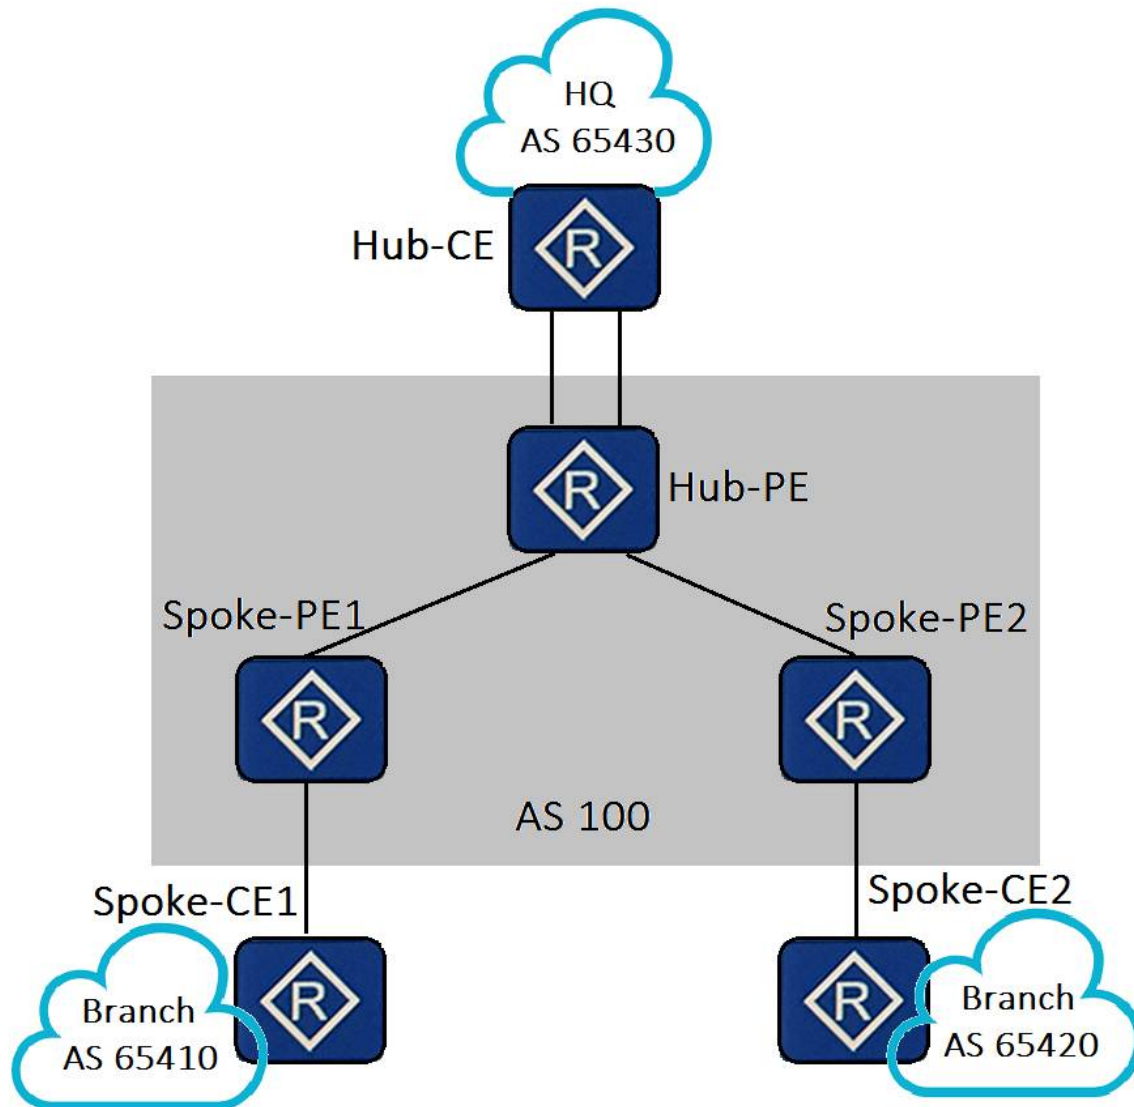 HQ
AS 65430
R
Hub-CE
R
Hub-PE
Spoke-PE1
Spoke-PE2
R
R
AS 100
Spoke-CE1
Spoke-CE2
R
R
Branch
AS 65410
Branch
AS 65420